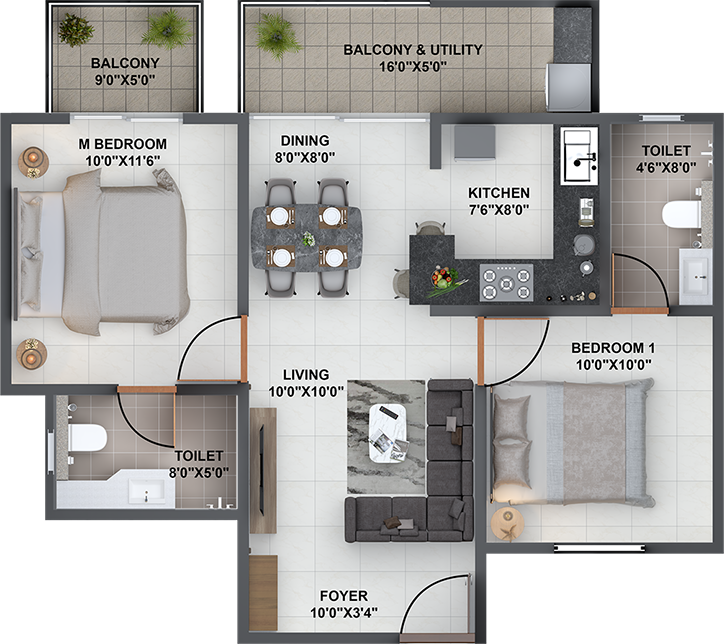 BALCONY
9'0"X5'0"
BALCONY & UTILITY
16'0"X5'0"
M BEDROOM
10'0"X11'6"
DINING
8'0"X8'0"
KITCHEN
7'6"X8'0"
TOILET
4'6"X8'0"
LIVING
10'0"X10'0"
BEDROOM 1
10'0"X10'0"
TOILET
8'0"X5'0"
FOYER
10'0"X3'4"